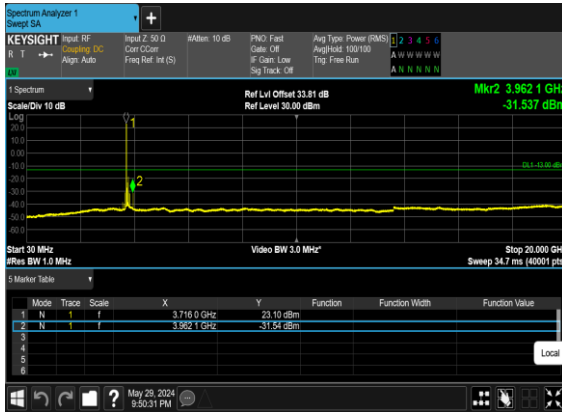 Spectrum Analyzer 1
Swept SA
+
KEYSIGHT Input: RF Input Z: 50 Ω #Atten: 10 dB PNO: Fast Avg Type: Power (RMS) 1 2 3 4 5 6
R T Coupling: DC Corr CCorr Gate: Off Avg|Hold: 100/100 A W W W W W
Align: Auto Freq Ref: Int (S) IF Gain: Low Trig: Free Run
Sig Track: Off A N N N N N
LXI
1 Spectrum Ref Lvl Offset 33.81 dB Mkr2 3.962 1 GHz
Scale/Div 10 dB Ref Level 30.00 dBm -31.537 dBm
Log
1
20.0
10.0
0.00
-10.0 DL1 -13.00 dBm
-20.0 2
-30.0
-40.0
-50.0
-60.0
Start 30 MHz Video BW 3.0 MHz* Stop 20.000 GHz
#Res BW 1.0 MHz Sweep 34.7 ms (40001 pts)
5 Marker Table
Mode Trace Scale X Y Function Function Width Function Value
1 N 1 f 3.716 0 GHz 23.10 dBm
2 N 1 f 3.962 1 GHz -31.54 dBm
3
4
5 Local
6
? May 29, 2024
9:50:31 PM